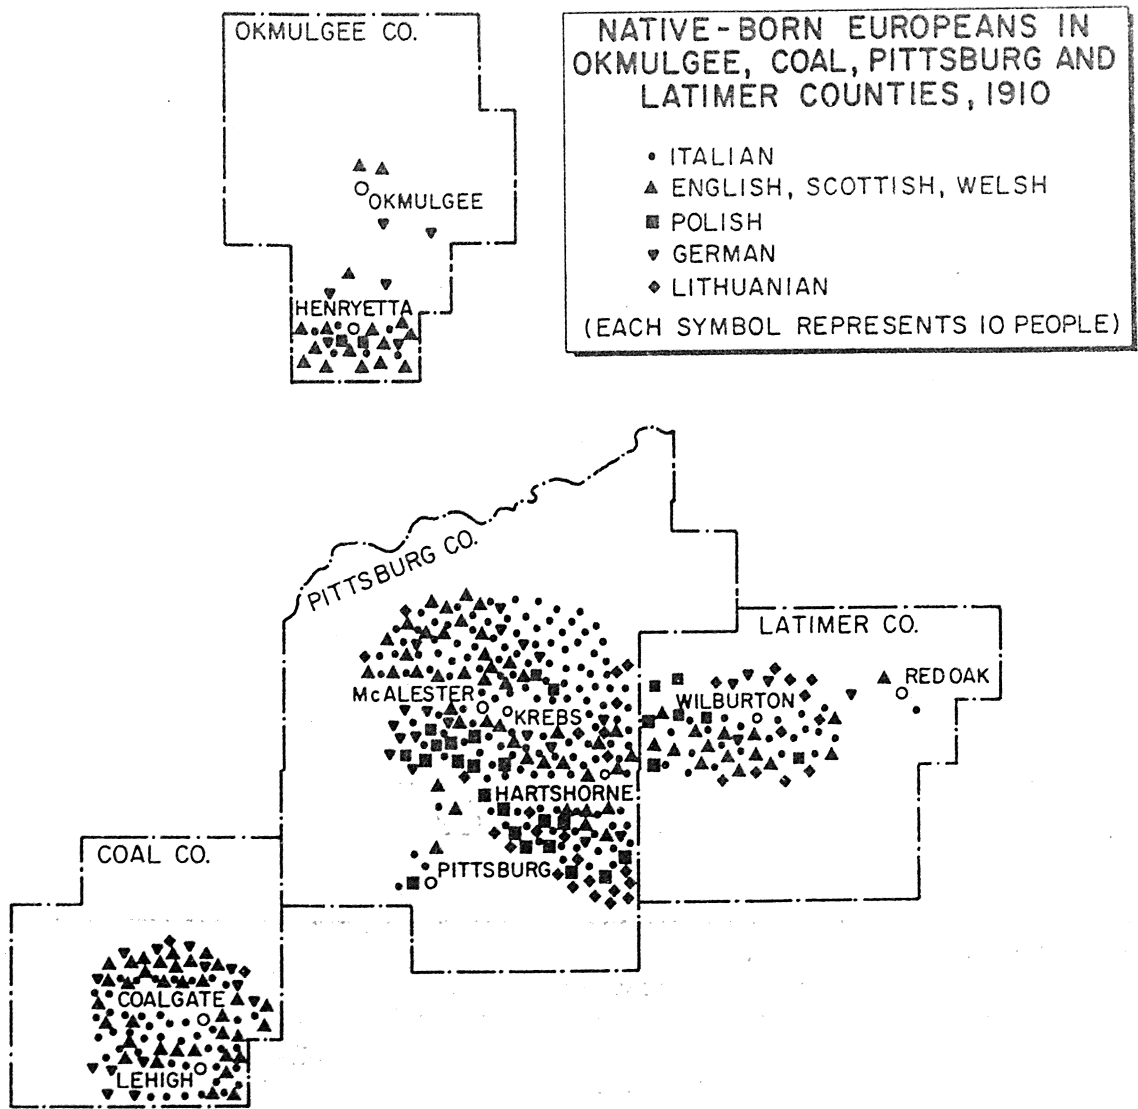 OKMULGEE CO.
NATIVE-BORN EUROPEANS IN
OKMULGEE, COAL, PITTSBURG AND
LATIMER COUNTIES, 1910
ITALIAN
ENGLISH, SCOTTISH, WELSH
POLISH
GERMAN
LITHUANIAN
(EACH SYMBOL REPRESENTS 10 PEOPLE)
OKMULGEE
HENRYETTA
PITTSBURG CO.
LATIMER CO.
RED OAK
McALESTER
WILBURTON
KREBS
HARTSHORNE
PITTSBURG
COAL CO.
COALGATE
LEHIGH